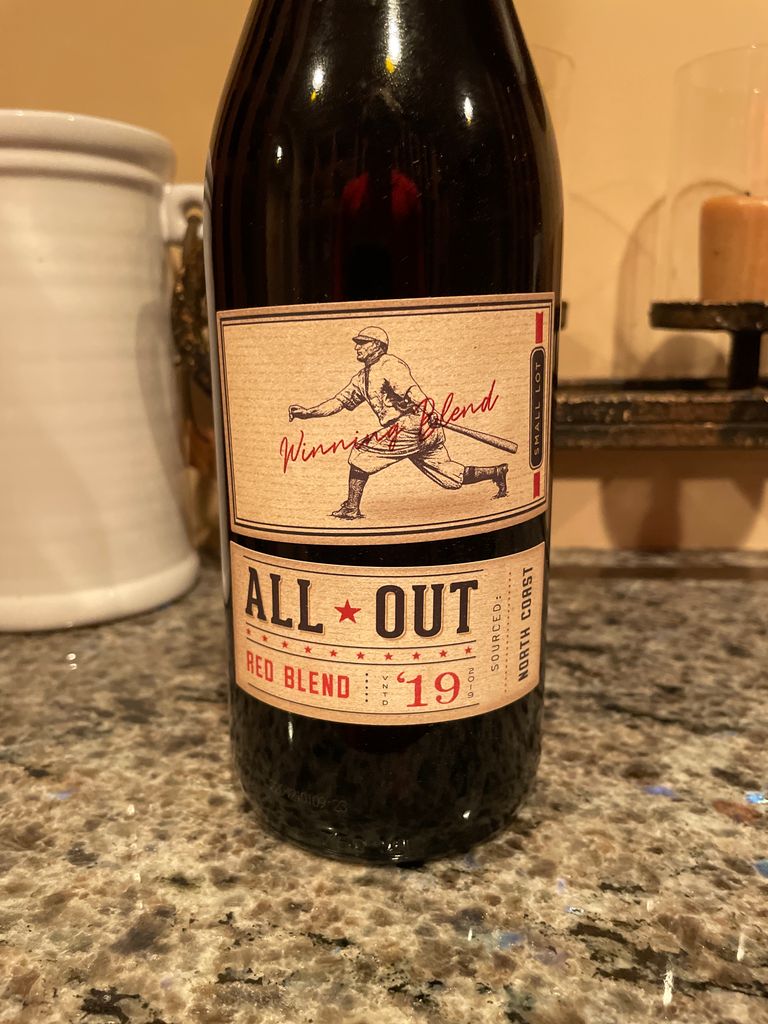 Winning Blend
SMALL LOT
ALL ★ OUT
RED BLEND
VNTD
'19
2019
SOURCED:
NORTH COAST